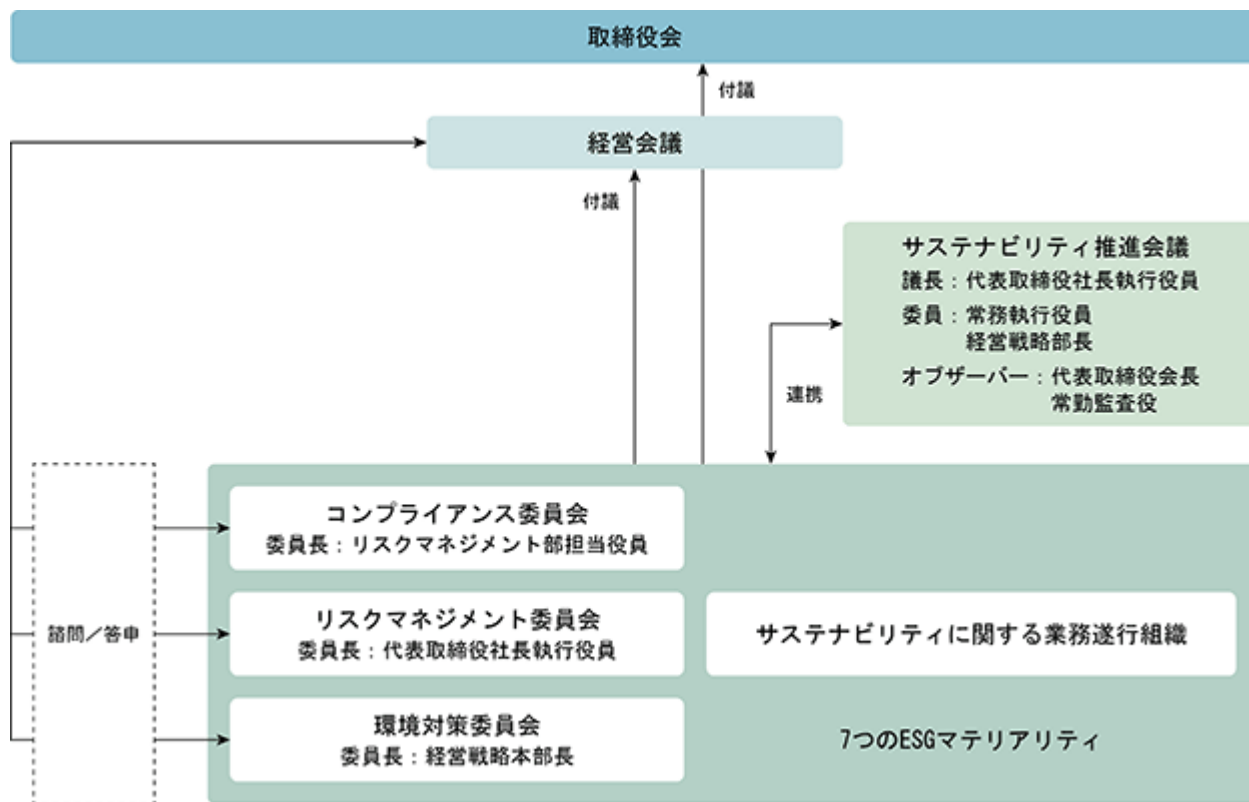 取締役会
付議
経営会議
付議
サステナビリティ推進会議
議長：代表取締役社長執行役員
委員：常務執行役員
経営戦略部長
オブザーバー：代表取締役会長
常勤監査役
連携
諮問／答申
コンプライアンス委員会
委員長：リスクマネジメント部担当役員
リスクマネジメント委員会
委員長：代表取締役社長執行役員
環境対策委員会
委員長：経営戦略本部長
サステナビリティに関する業務遂行組織
7つのESGマテリアリティ